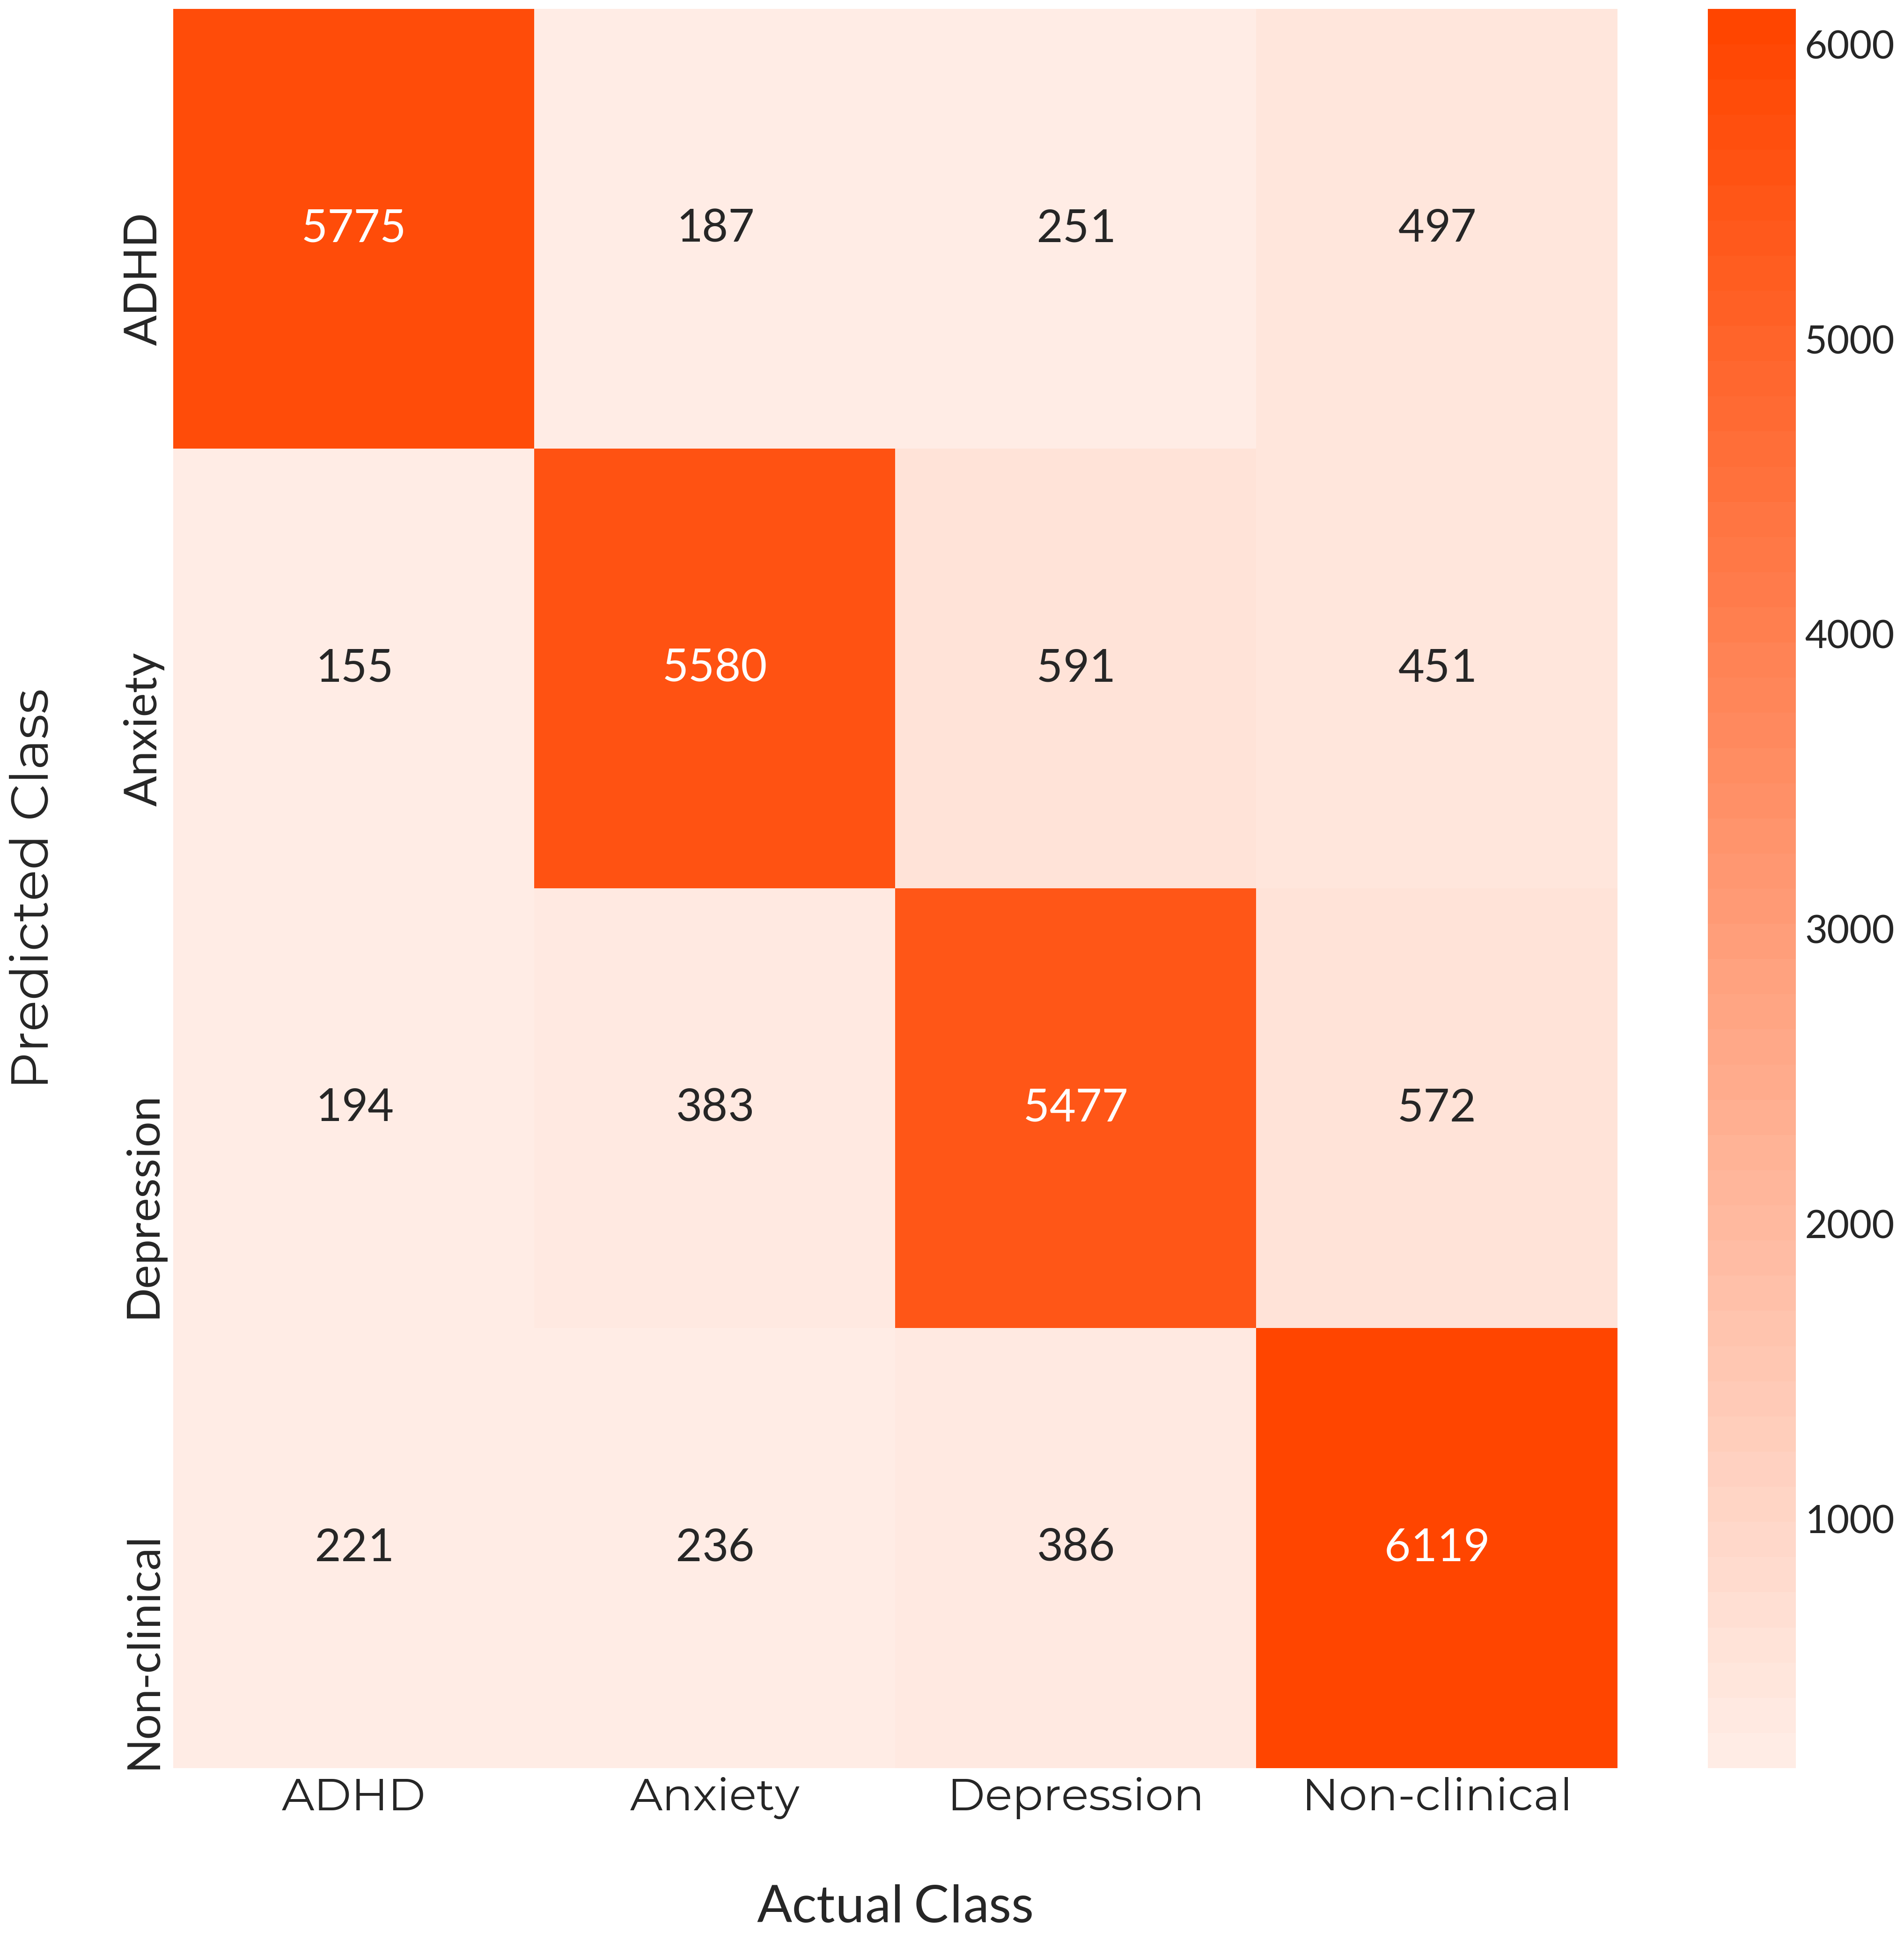 Predicted Class
ADHD
5775 187 251 497
Anxiety
155 5580 591 451
Depression
194 383 5477 572
Non-clinical
221 236 386 6119
ADHD Anxiety Depression Non-clinical
Actual Class
6000
5000
4000
3000
2000
1000